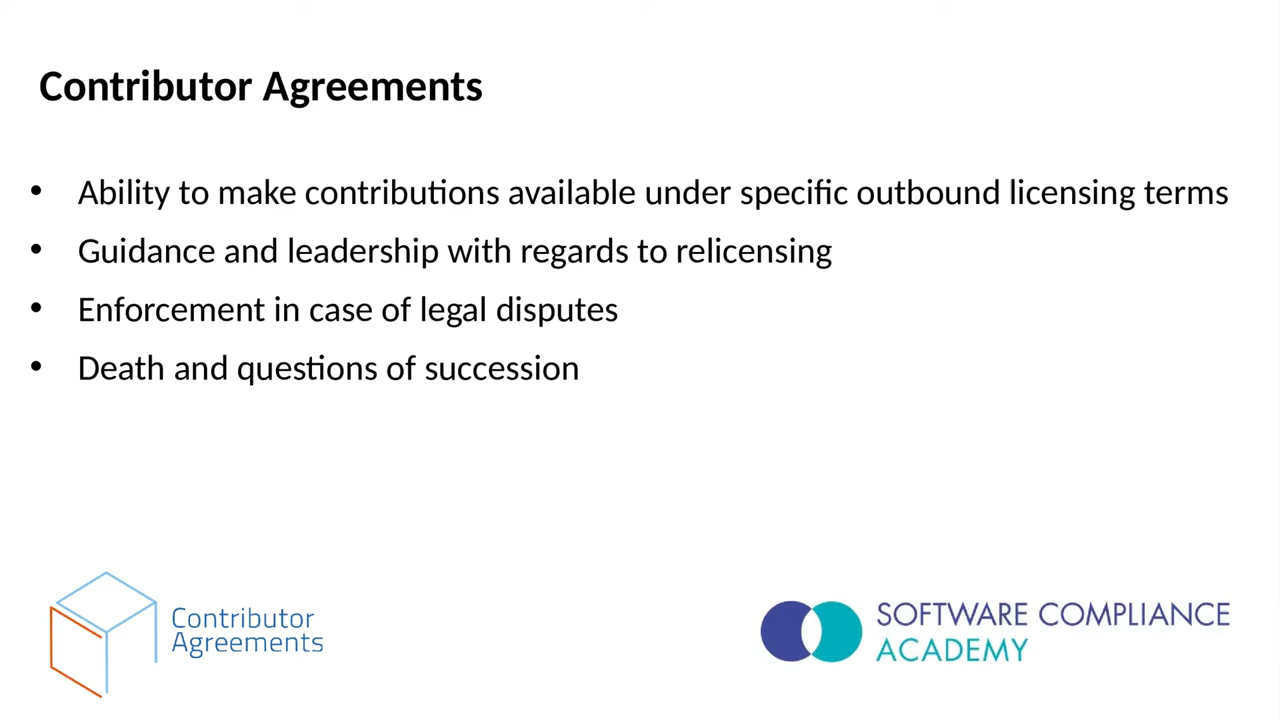 Contributor Agreements
• Ability to make contributions available under specific outbound licensing terms
• Guidance and leadership with regards to relicensing
• Enforcement in case of legal disputes
• Death and questions of succession
Contributor
Agreements
SOFTWARE COMPLIANCE
ACADEMY